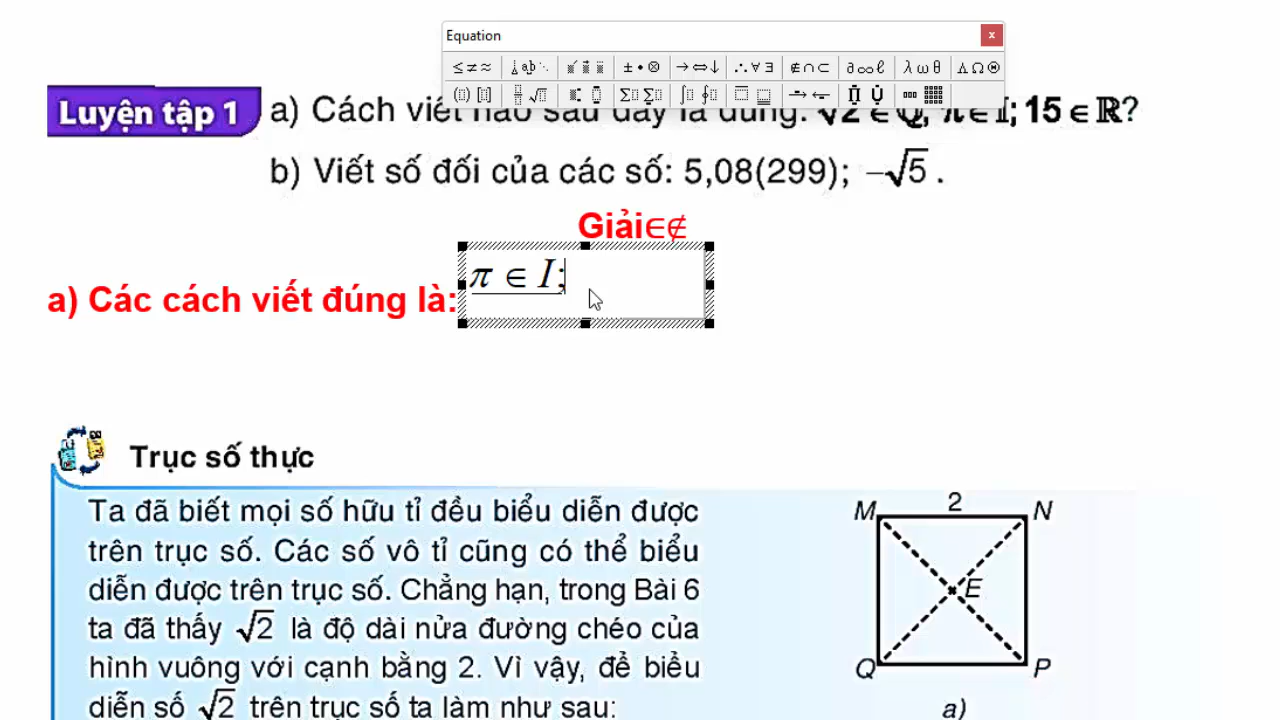 Equation
Luyện tập 1 a) Cách viết nào sau đây là đúng: √2 ∈ ℚ; π ∈ 𝕀; 15 ∈ ℝ?
b) Viết số đối của các số: 5,08(299); −√5 .
Giải∈∉
a) Các cách viết đúng là: π ∈ I;
Trục số thực
Ta đã biết mọi số hữu tỉ đều biểu diễn được
trên trục số. Các số vô tỉ cũng có thể biểu
diễn được trên trục số. Chẳng hạn, trong Bài 6
ta đã thấy √2 là độ dài nửa đường chéo của
hình vuông với cạnh bằng 2. Vì vậy, để biểu
diễn số √2 trên trục số ta làm như sau:
M 2 N
E
Q P
a)